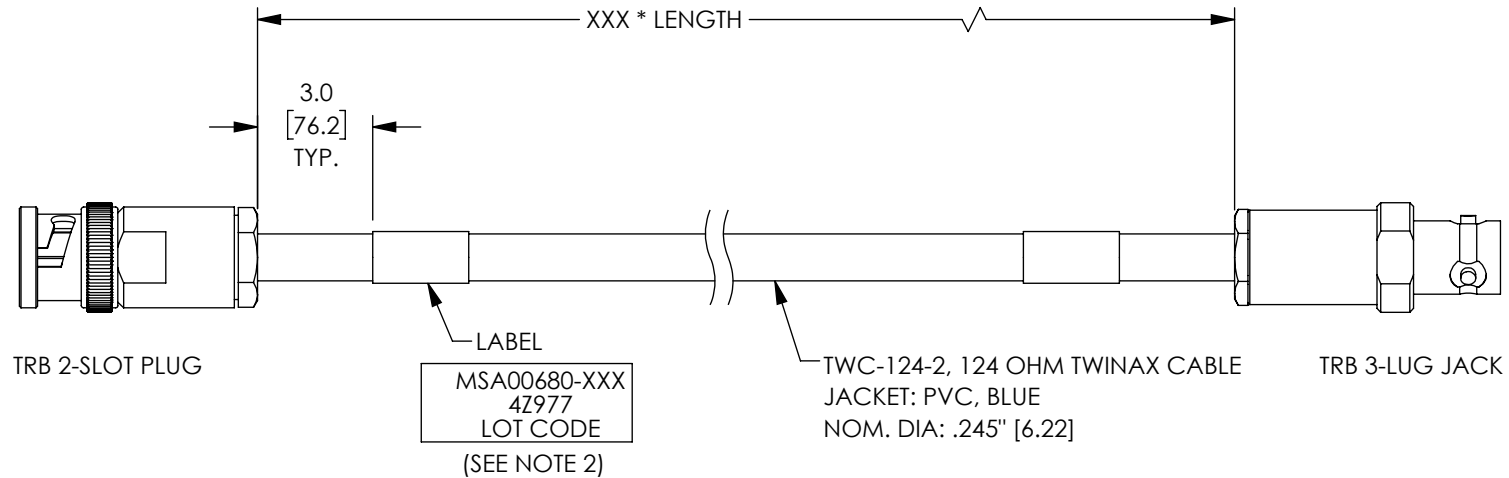 XXX * LENGTH
3.0
[76.2]
TYP.
TRB 2-SLOT PLUG
LABEL
MSA00680-XXX
4Z977
LOT CODE
(SEE NOTE 2)
TWC-124-2, 124 OHM TWINAX CABLE
JACKET: PVC, BLUE
NOM. DIA: .245" [6.22]
TRB 3-LUG JACK